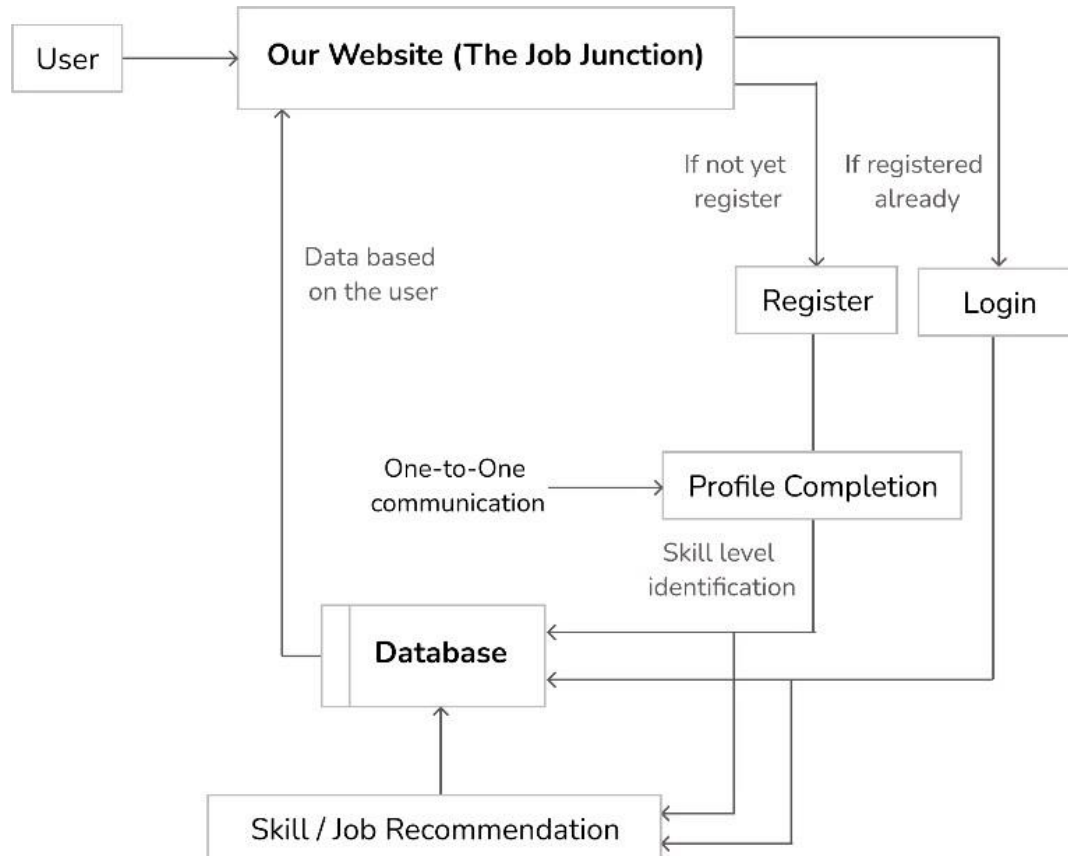 User
Our Website (The Job Junction)
If not yet
register
If registered
already
Data based
on the user
Register
Login
One-to-One
communication
Profile Completion
Skill level
identification
Database
Skill / Job Recommendation